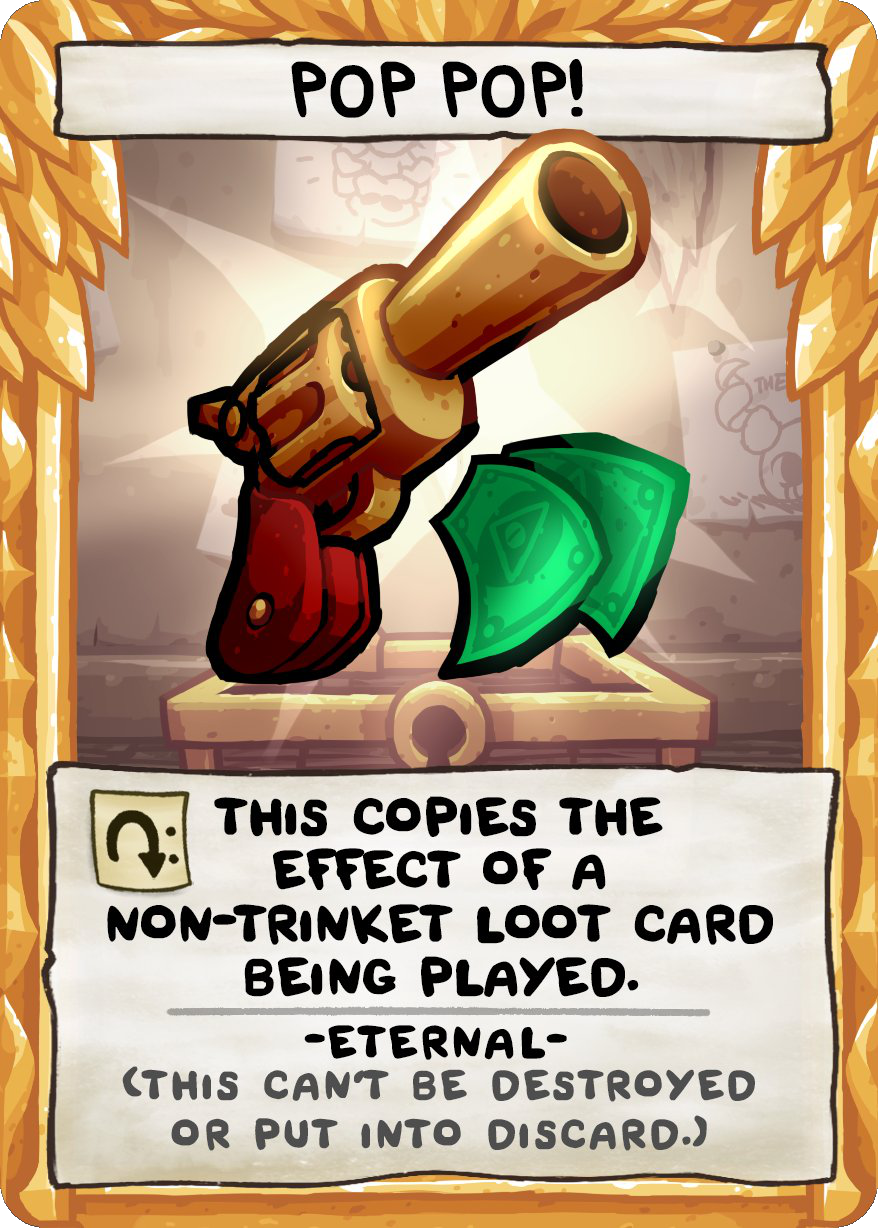 POP POP!
THE
THIS COPIES THE
EFFECT OF A
NON-TRINKET LOOT CARD
BEING PLAYED.
-ETERNAL-
(THIS CAN'T BE DESTROYED
OR PUT INTO DISCARD.)